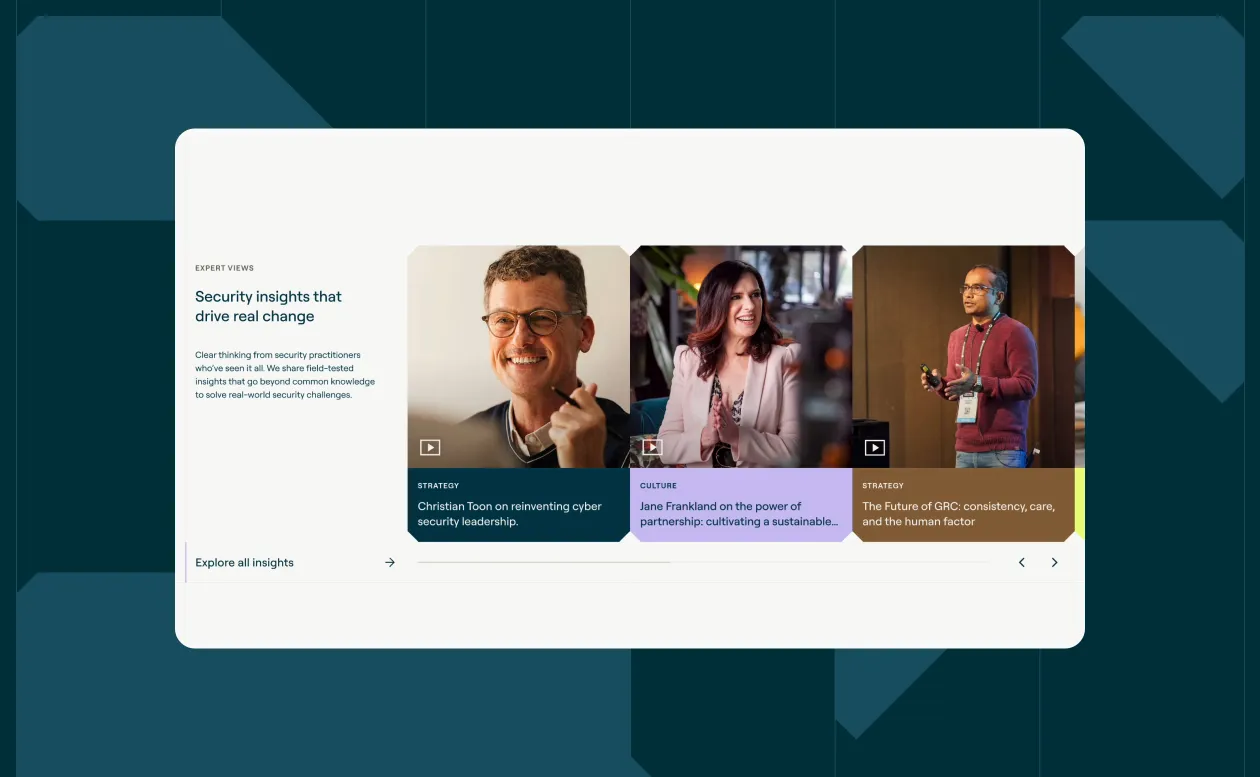 EXPERT VIEWS
Security insights that
drive real change
Clear thinking from security practitioners
who've seen it all. We share field-tested
insights that go beyond common knowledge
to solve real-world security challenges.
Explore all insights
STRATEGY
Christian Toon on reinventing cyber
security leadership.
CULTURE
Jane Frankland on the power of
partnership: cultivating a sustainable...
STRATEGY
The Future of GRC: consistency, care,
and the human factor